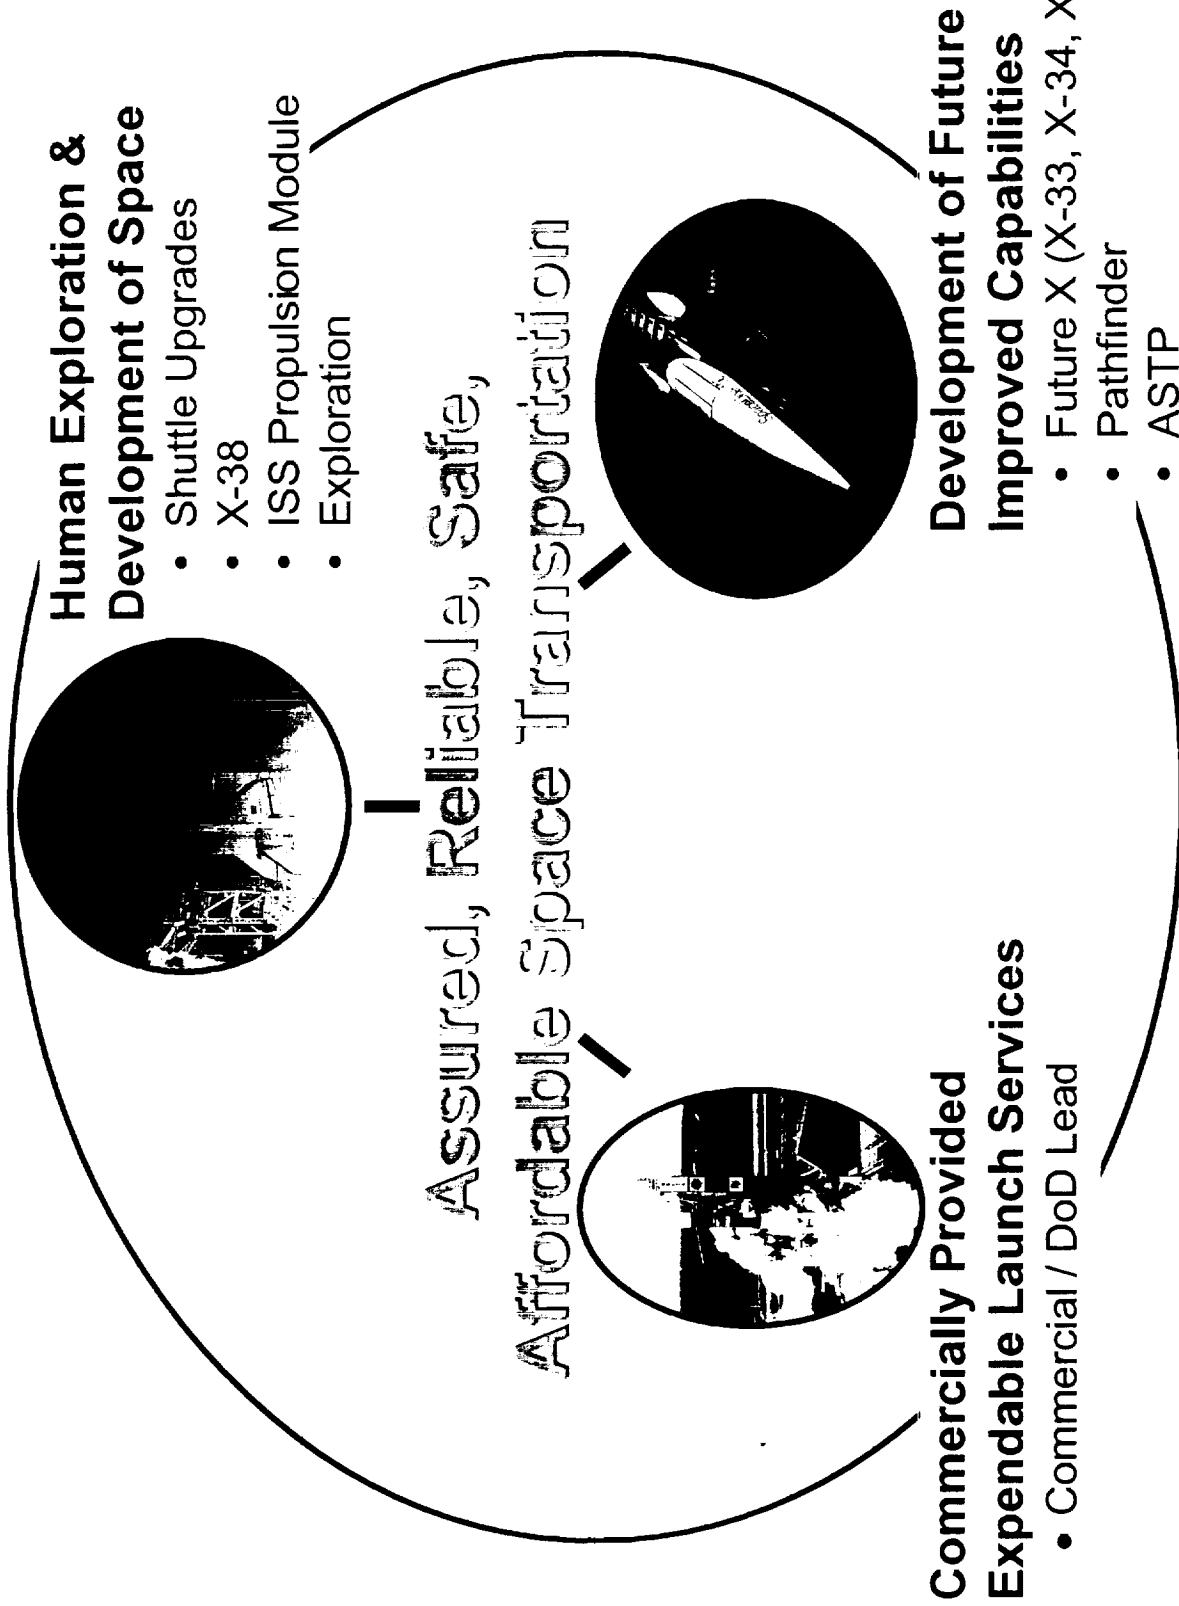 Human Exploration &
Development of Space
• Shuttle Upgrades
• X-38
• ISS Propulsion Module
• Exploration
Assured, Reliable, Safe,
Affordable Space Transportation
Commercially Provided
Expendable Launch Services
• Commercial / DoD Lead
Development of Future
Improved Capabilities
• Future X (X-33, X-34, X
• Pathfinder
• ASTP